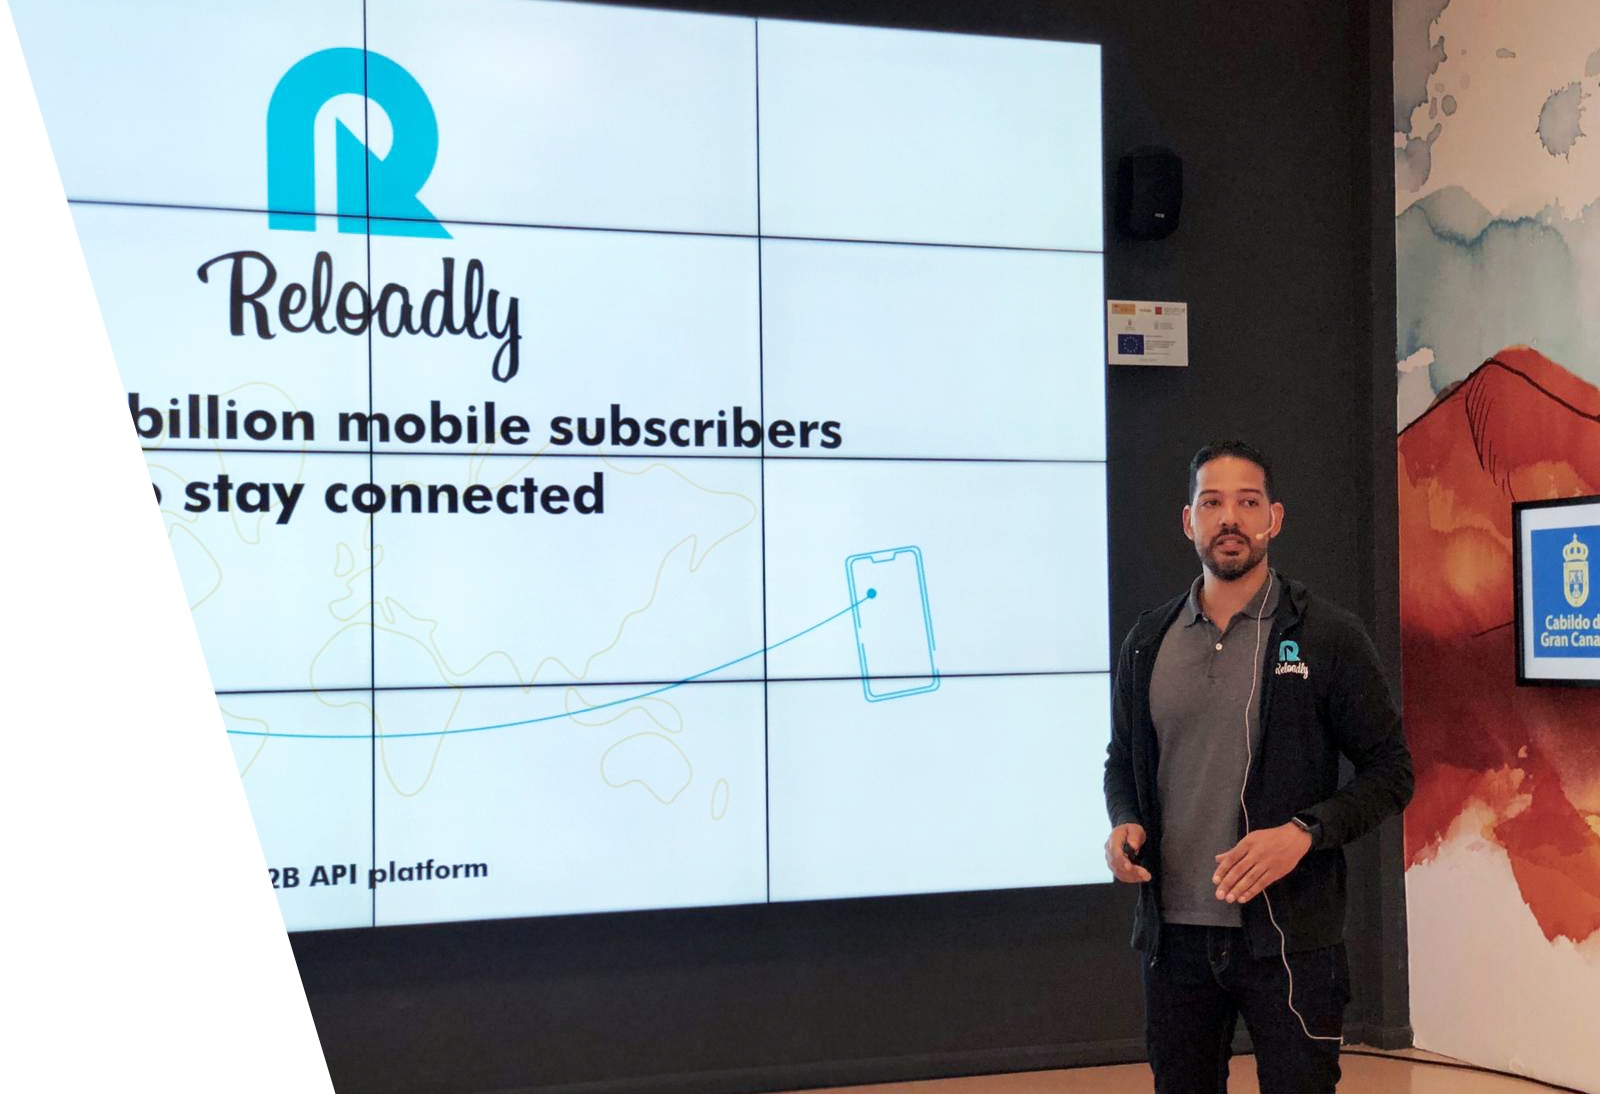 Reloadly
billion mobile subscribers
stay connected
API platform
Reloadly
Cabildo d
Gran Cana